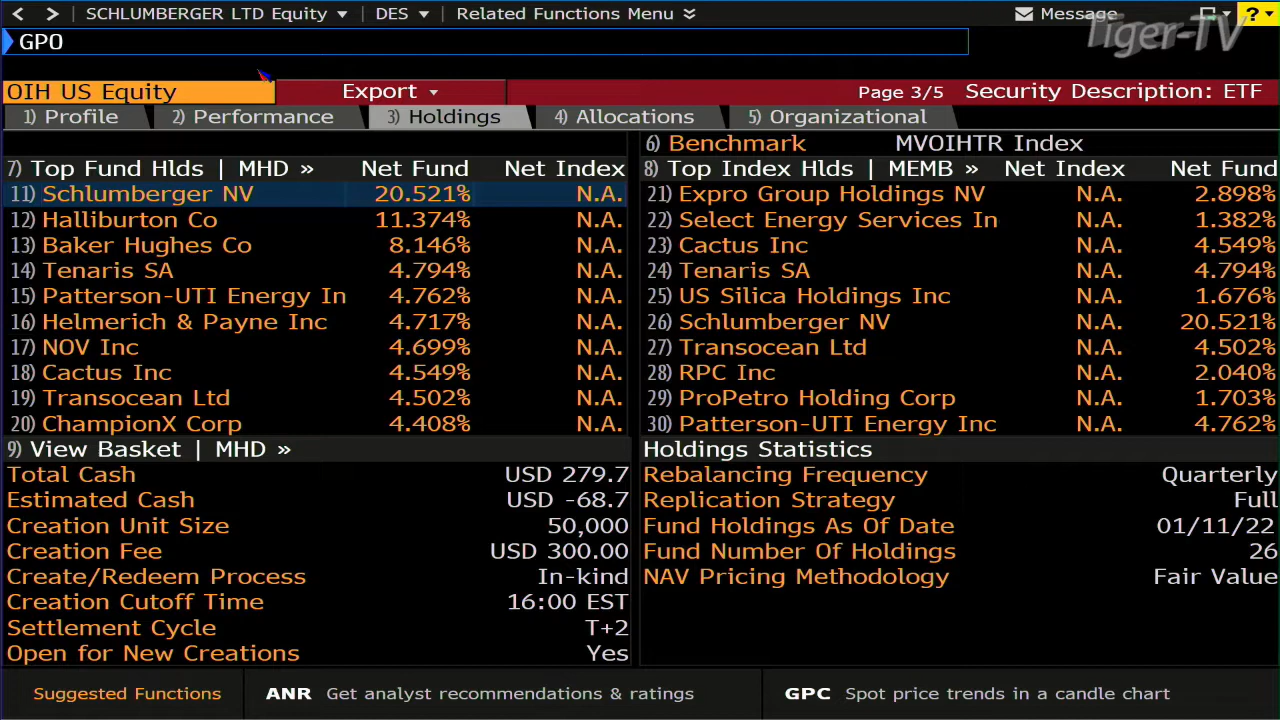 SCHLUMBERGER LTD Equity DES Related Functions Menu Message ?
Tiger-TV
GPO
OIH US Equity Export Page 3/5 Security Description: ETF
1) Profile 2) Performance 3) Holdings 4) Allocations 5) Organizational
6) Benchmark MVOIHTR Index
7) Top Fund Hlds | MHD » Net Fund Net Index 8) Top Index Hlds | MEMB » Net Index Net Fund
11) Schlumberger NV 20.521% N.A. 21) Expro Group Holdings NV N.A. 2.898%
12) Halliburton Co 11.374% N.A. 22) Select Energy Services In N.A. 1.382%
13) Baker Hughes Co 8.146% N.A. 23) Cactus Inc N.A. 4.549%
14) Tenaris SA 4.794% N.A. 24) Tenaris SA N.A. 4.794%
15) Patterson-UTI Energy In 4.762% N.A. 25) US Silica Holdings Inc N.A. 1.676%
16) Helmerich & Payne Inc 4.717% N.A. 26) Schlumberger NV N.A. 20.521%
17) NOV Inc 4.699% N.A. 27) Transocean Ltd N.A. 4.502%
18) Cactus Inc 4.549% N.A. 28) RPC Inc N.A. 2.040%
19) Transocean Ltd 4.502% N.A. 29) ProPetro Holding Corp N.A. 1.703%
20) ChampionX Corp 4.408% N.A. 30) Patterson-UTI Energy Inc N.A. 4.762%
9) View Basket | MHD » Holdings Statistics
Total Cash USD 279.7 Rebalancing Frequency Quarterly
Estimated Cash USD -68.7 Replication Strategy Full
Creation Unit Size 50,000 Fund Holdings As Of Date 01/11/22
Creation Fee USD 300.00 Fund Number Of Holdings 26
Create/Redeem Process In-kind NAV Pricing Methodology Fair Value
Creation Cutoff Time 16:00 EST
Settlement Cycle T+2
Open for New Creations Yes
Suggested Functions ANR Get analyst recommendations & ratings GPC Spot price trends in a candle chart